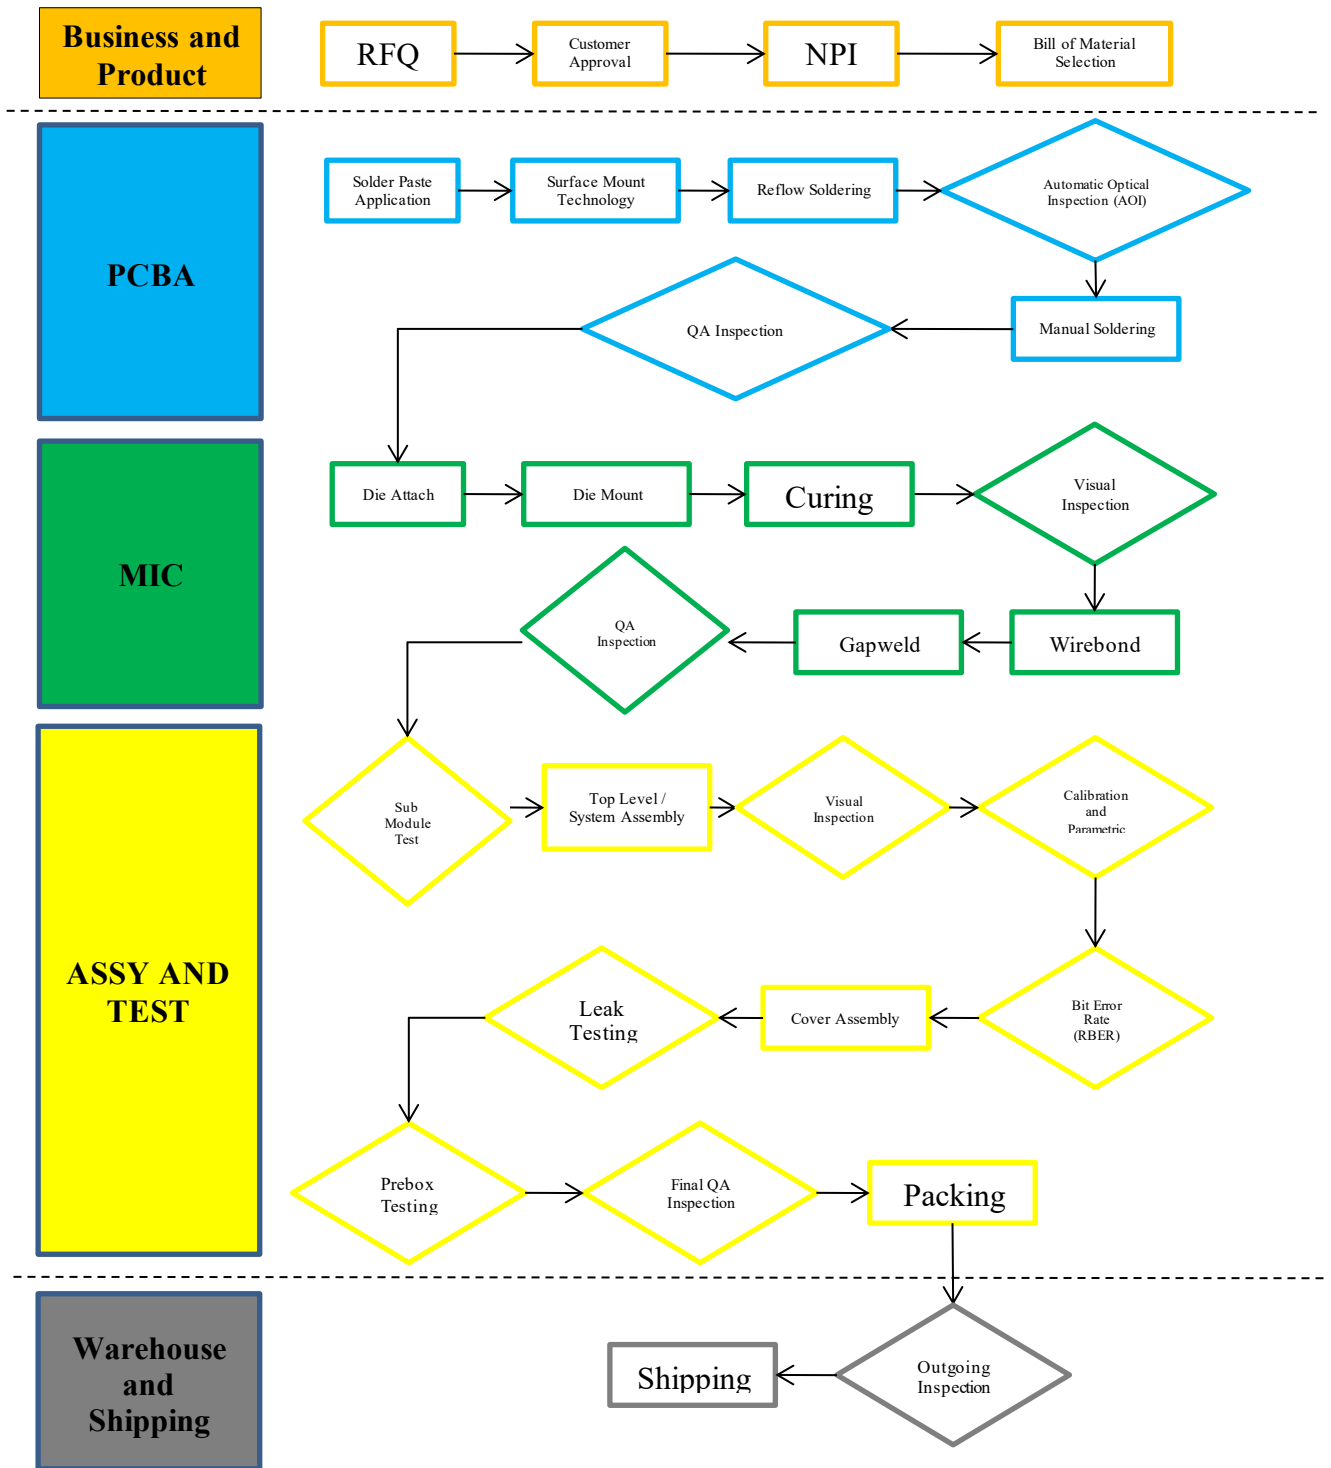 Business and
Product
RFQ
Customer
Approval
NPI
Bill of Material
Selection
PCBA
Solder Paste
Application
Surface Mount
Technology
Reflow Soldering
Automatic Optical
Inspection (AOI)
QA Inspection
Manual Soldering
MIC
Die Attach
Die Mount
Curing
Visual
Inspection
QA
Inspection
Gapweld
Wirebond
ASSY AND
TEST
Sub
Module
Test
Top Level /
System Assembly
Visual
Inspection
Calibration
and
Parametric
Leak
Testing
Cover Assembly
Bit Error
Rate
(RBER)
Prebox
Testing
Final QA
Inspection
Packing
Warehouse
and
Shipping
Shipping
Outgoing
Inspection